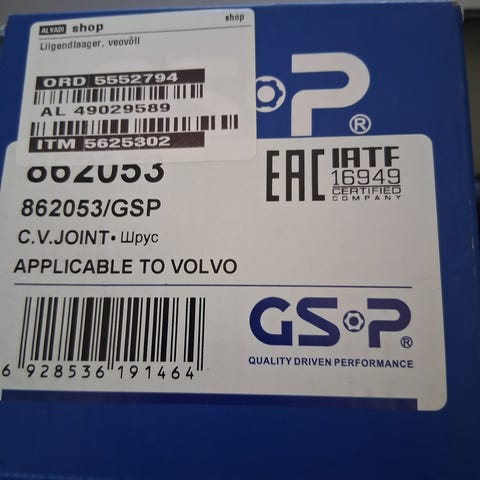 ALVADI shop
shop
Liigendlaager, veovõll
ORD 5552794
AL 49029589
ITM 5625302
GSP®
862053
EAC IATF
16949
CERTIFIED
COMPANY
862053/GSP
C.V.JOINT• Шрус
APPLICABLE TO VOLVO
6 928536 191464
GSP®
QUALITY DRIVEN PERFORMANCE